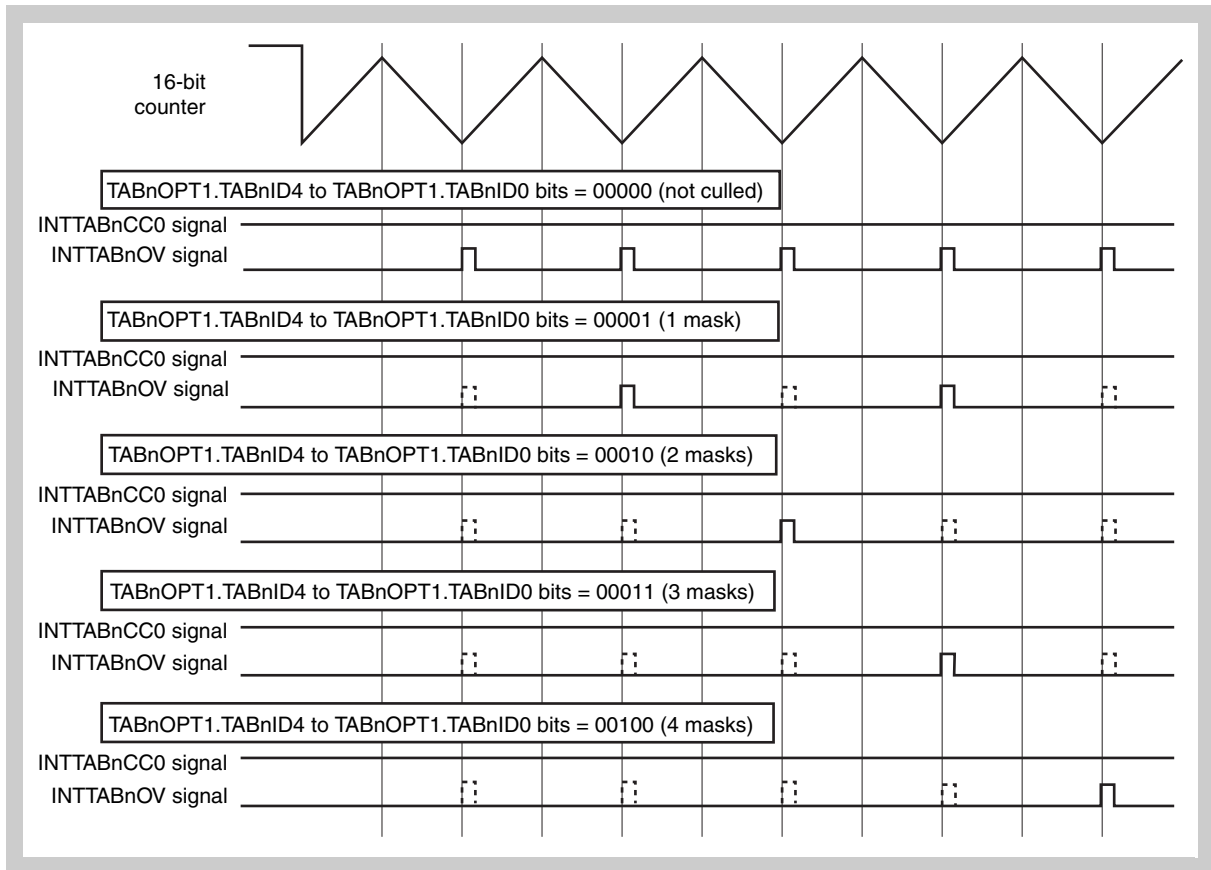 16-bit
counter
TABnOPT1.TABnID4 to TABnOPT1.TABnID0 bits = 00000 (not culled)
INTTABnCC0 signal
INTTABnOV signal
TABnOPT1.TABnID4 to TABnOPT1.TABnID0 bits = 00001 (1 mask)
INTTABnCC0 signal
INTTABnOV signal
TABnOPT1.TABnID4 to TABnOPT1.TABnID0 bits = 00010 (2 masks)
INTTABnCC0 signal
INTTABnOV signal
TABnOPT1.TABnID4 to TABnOPT1.TABnID0 bits = 00011 (3 masks)
INTTABnCC0 signal
INTTABnOV signal
TABnOPT1.TABnID4 to TABnOPT1.TABnID0 bits = 00100 (4 masks)
INTTABnCC0 signal
INTTABnOV signal